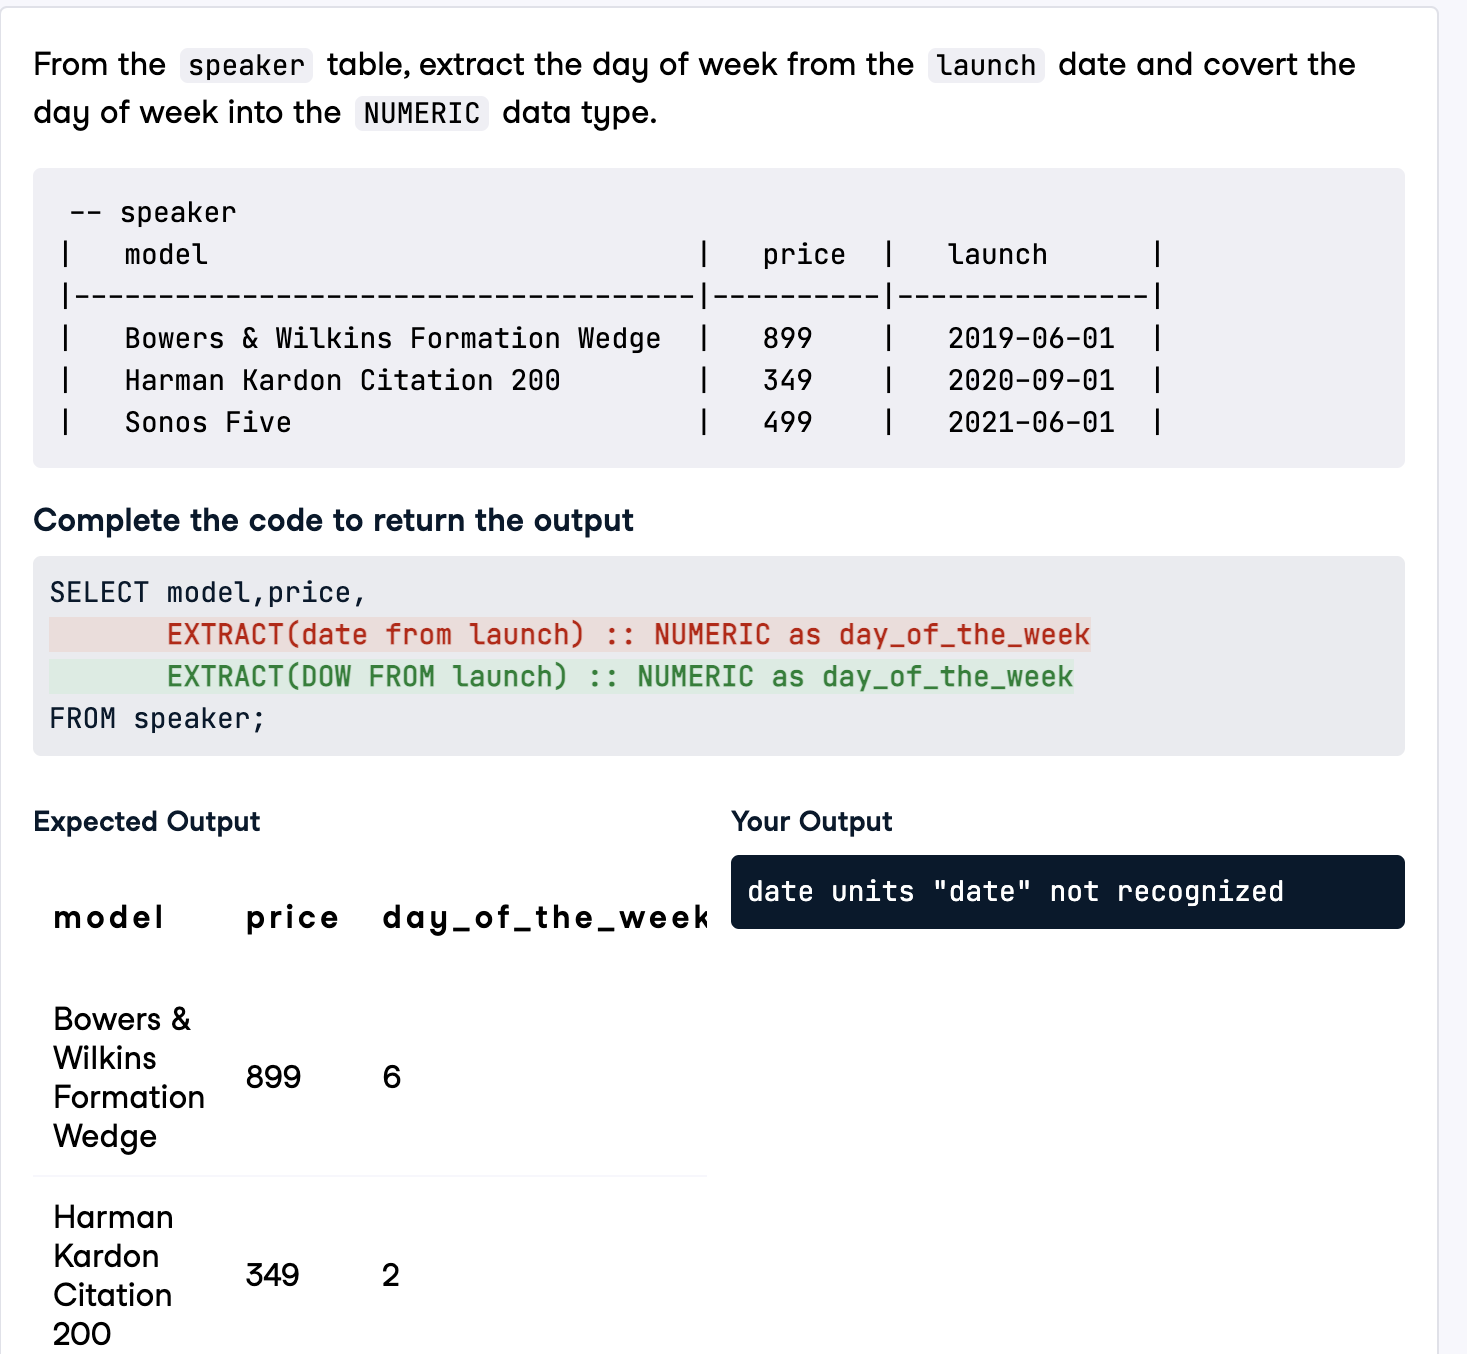 From the speaker table, extract the day of week from the launch date and covert the
day of week into the NUMERIC data type.
-- speaker
|   model                             |   price  |   launch      |
|-------------------------------------|----------|---------------|
|   Bowers & Wilkins Formation Wedge  |   899    |   2019-06-01  |
|   Harman Kardon Citation 200        |   349    |   2020-09-01  |
|   Sonos Five                        |   499    |   2021-06-01  |
Complete the code to return the output
SELECT model,price,
       EXTRACT(date from launch) :: NUMERIC as day_of_the_week
       EXTRACT(DOW FROM launch) :: NUMERIC as day_of_the_week
FROM speaker;
Expected Output
model price day_of_the_week
Bowers &
Wilkins
Formation
Wedge
899 6
Harman
Kardon
Citation
200
349 2
Your Output
date units "date" not recognized